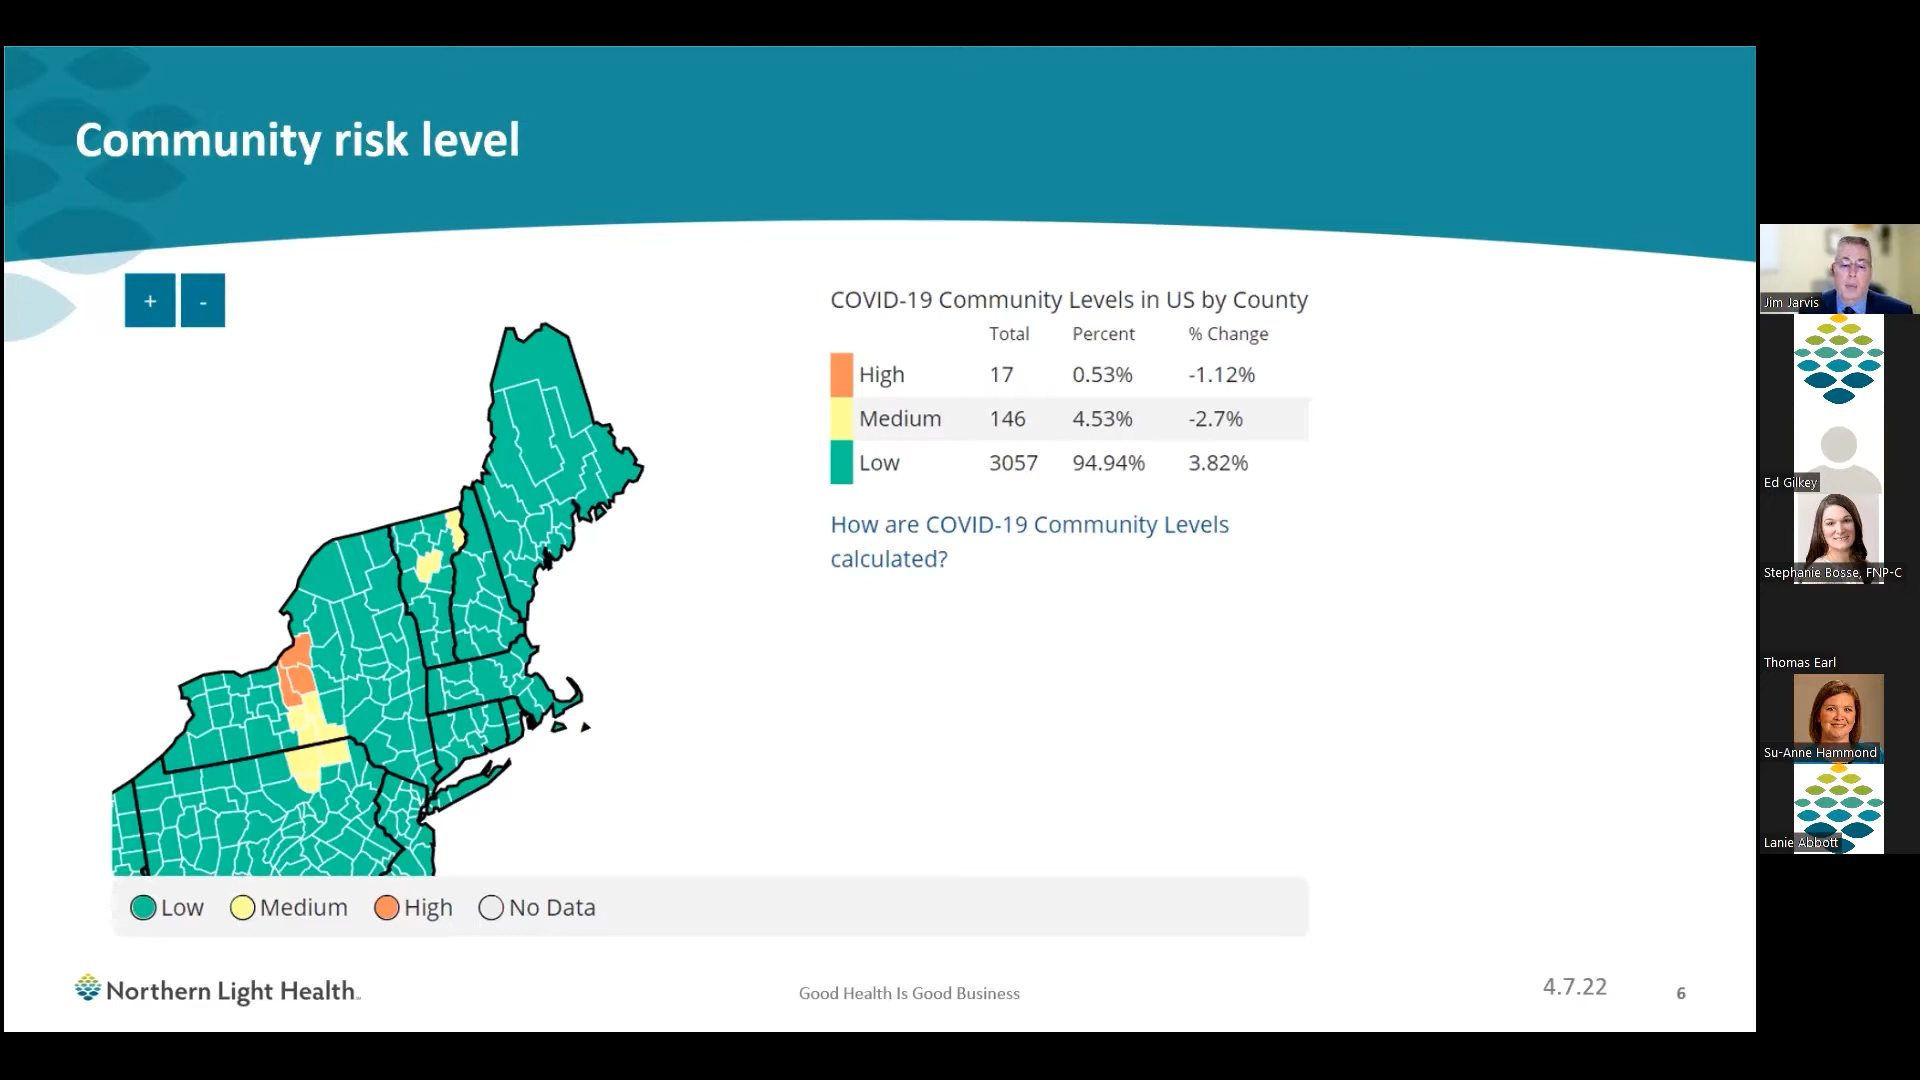 Community risk level
+ -
COVID-19 Community Levels in US by County
Total Percent % Change
High 17 0.53% -1.12%
Medium 146 4.53% -2.7%
Low 3057 94.94% 3.82%
How are COVID-19 Community Levels
calculated?
Low Medium High No Data
Northern Light Health
Good Health Is Good Business
4.7.22
6
Jim Jarvis
Ed Gilkey
Stephanie Bosse, FNP-C
Thomas Earl
Su-Anne Hammond
Lanie Abbott